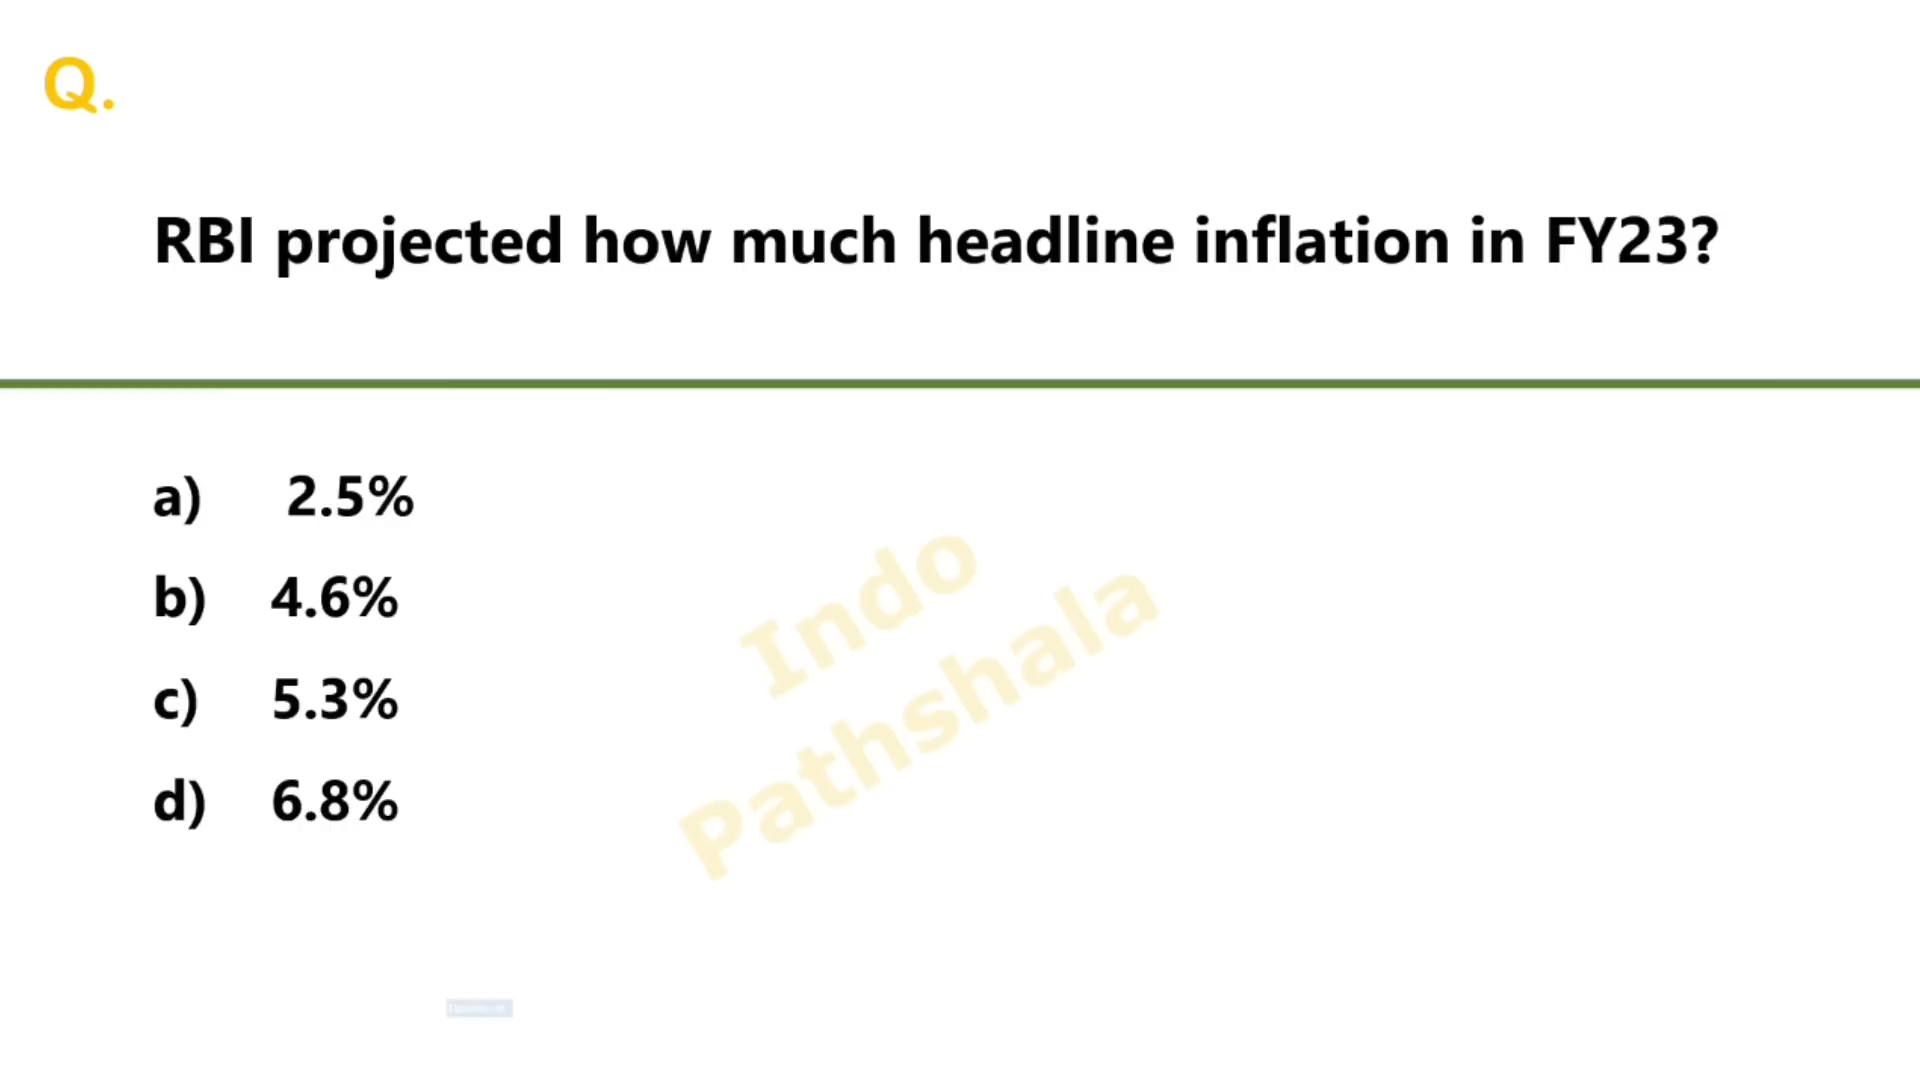 Q.
RBI projected how much headline inflation in FY23?
a) 2.5%
b) 4.6%
c) 5.3%
d) 6.8%
Indo
Pathshala